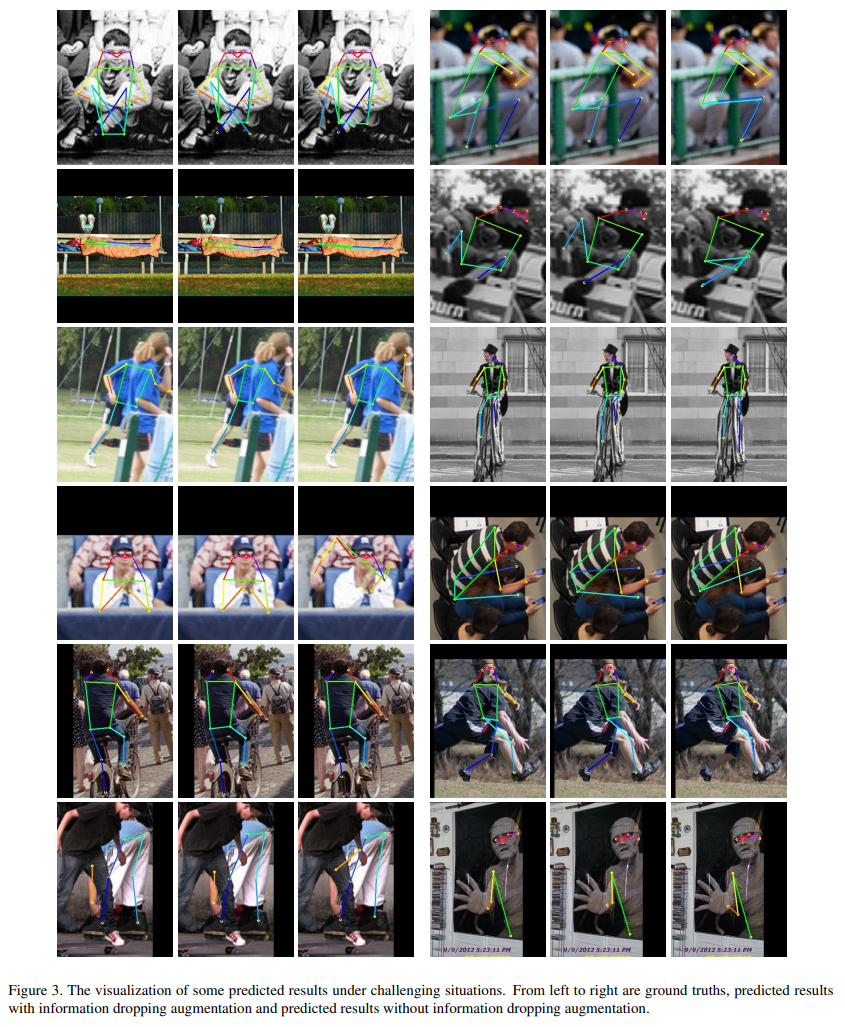 burn
burn
burn
9/9/2012 5:23:11 PM
9/9/2012 5:23:11 PM
9/9/2012 5:23:11 PM
Figure 3. The visualization of some predicted results under challenging situations. From left to right are ground truths, predicted results
with information dropping augmentation and predicted results without information dropping augmentation.